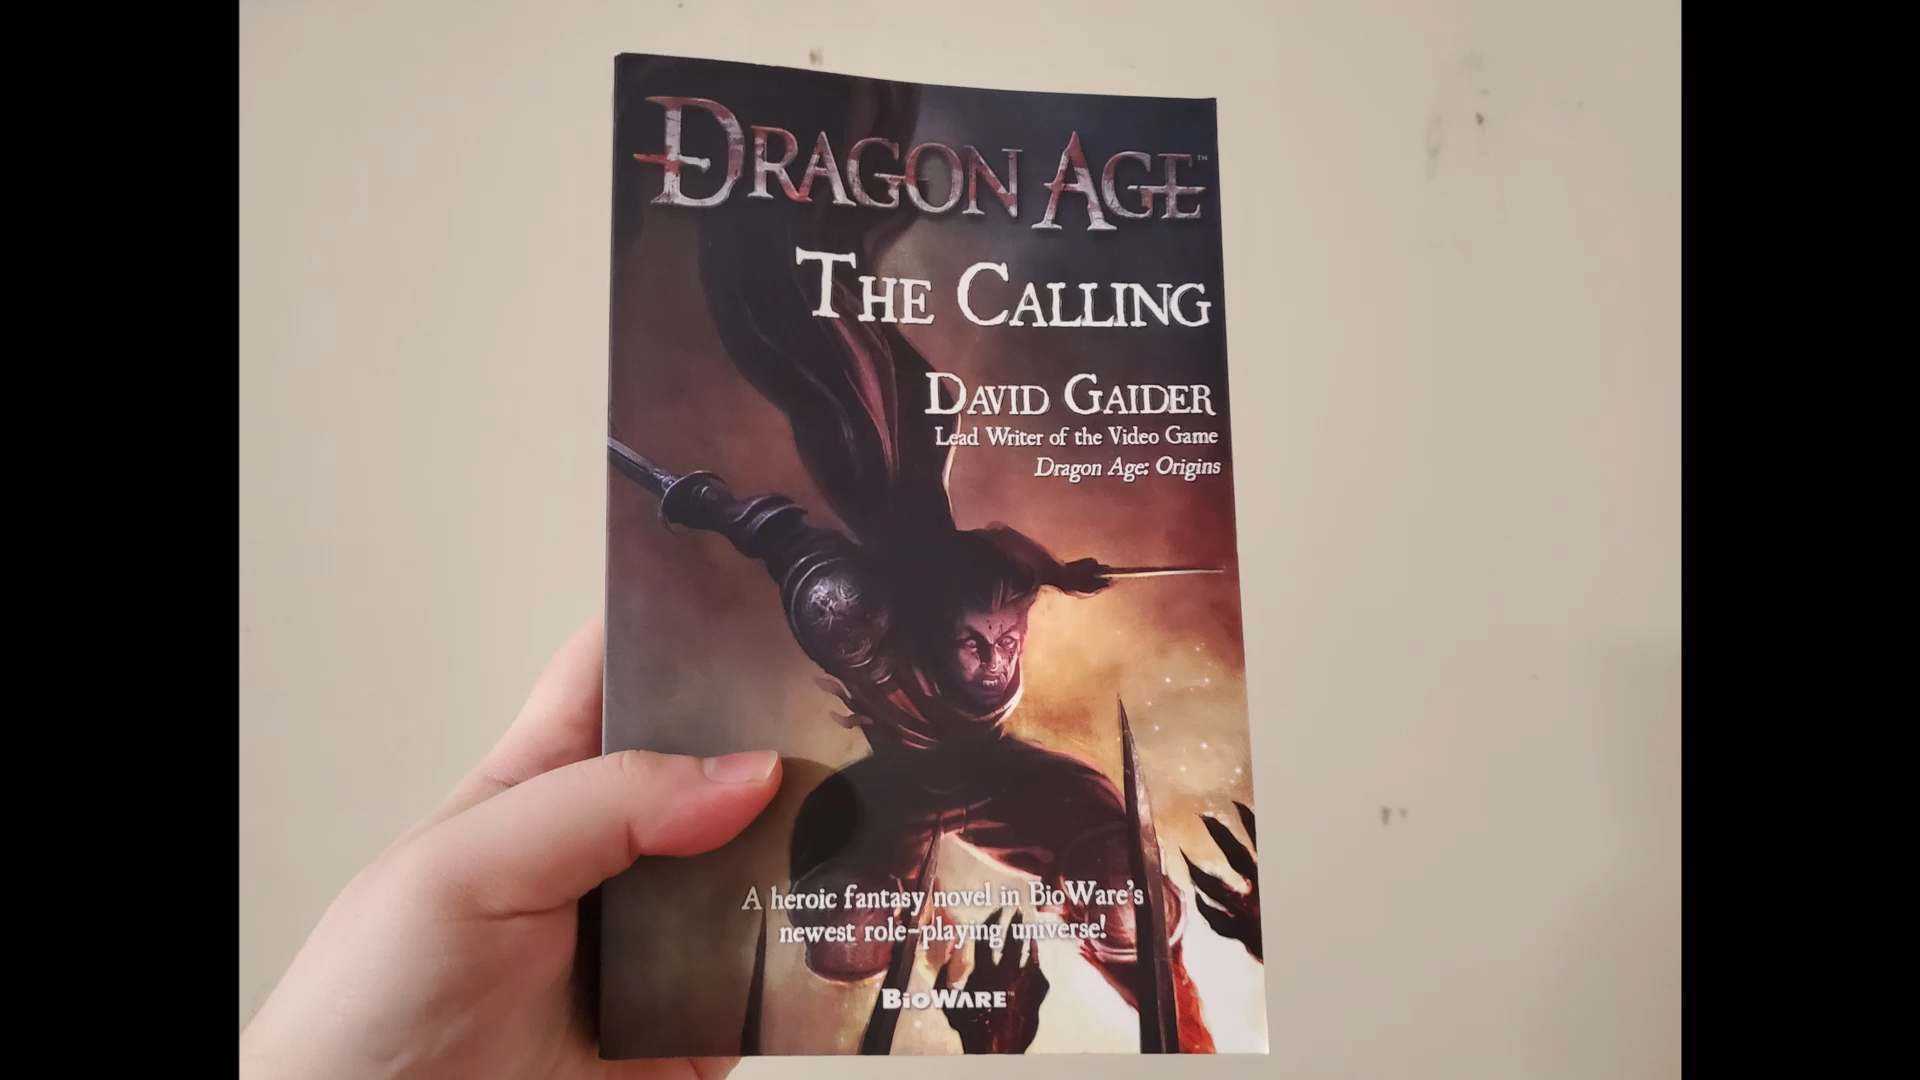 DRAGON AGE™
THE CALLING
DAVID GAIDER
Lead Writer of the Video Game
Dragon Age: Origins
A heroic fantasy novel in BioWare's
newest role-playing universe!
BIOWARE™